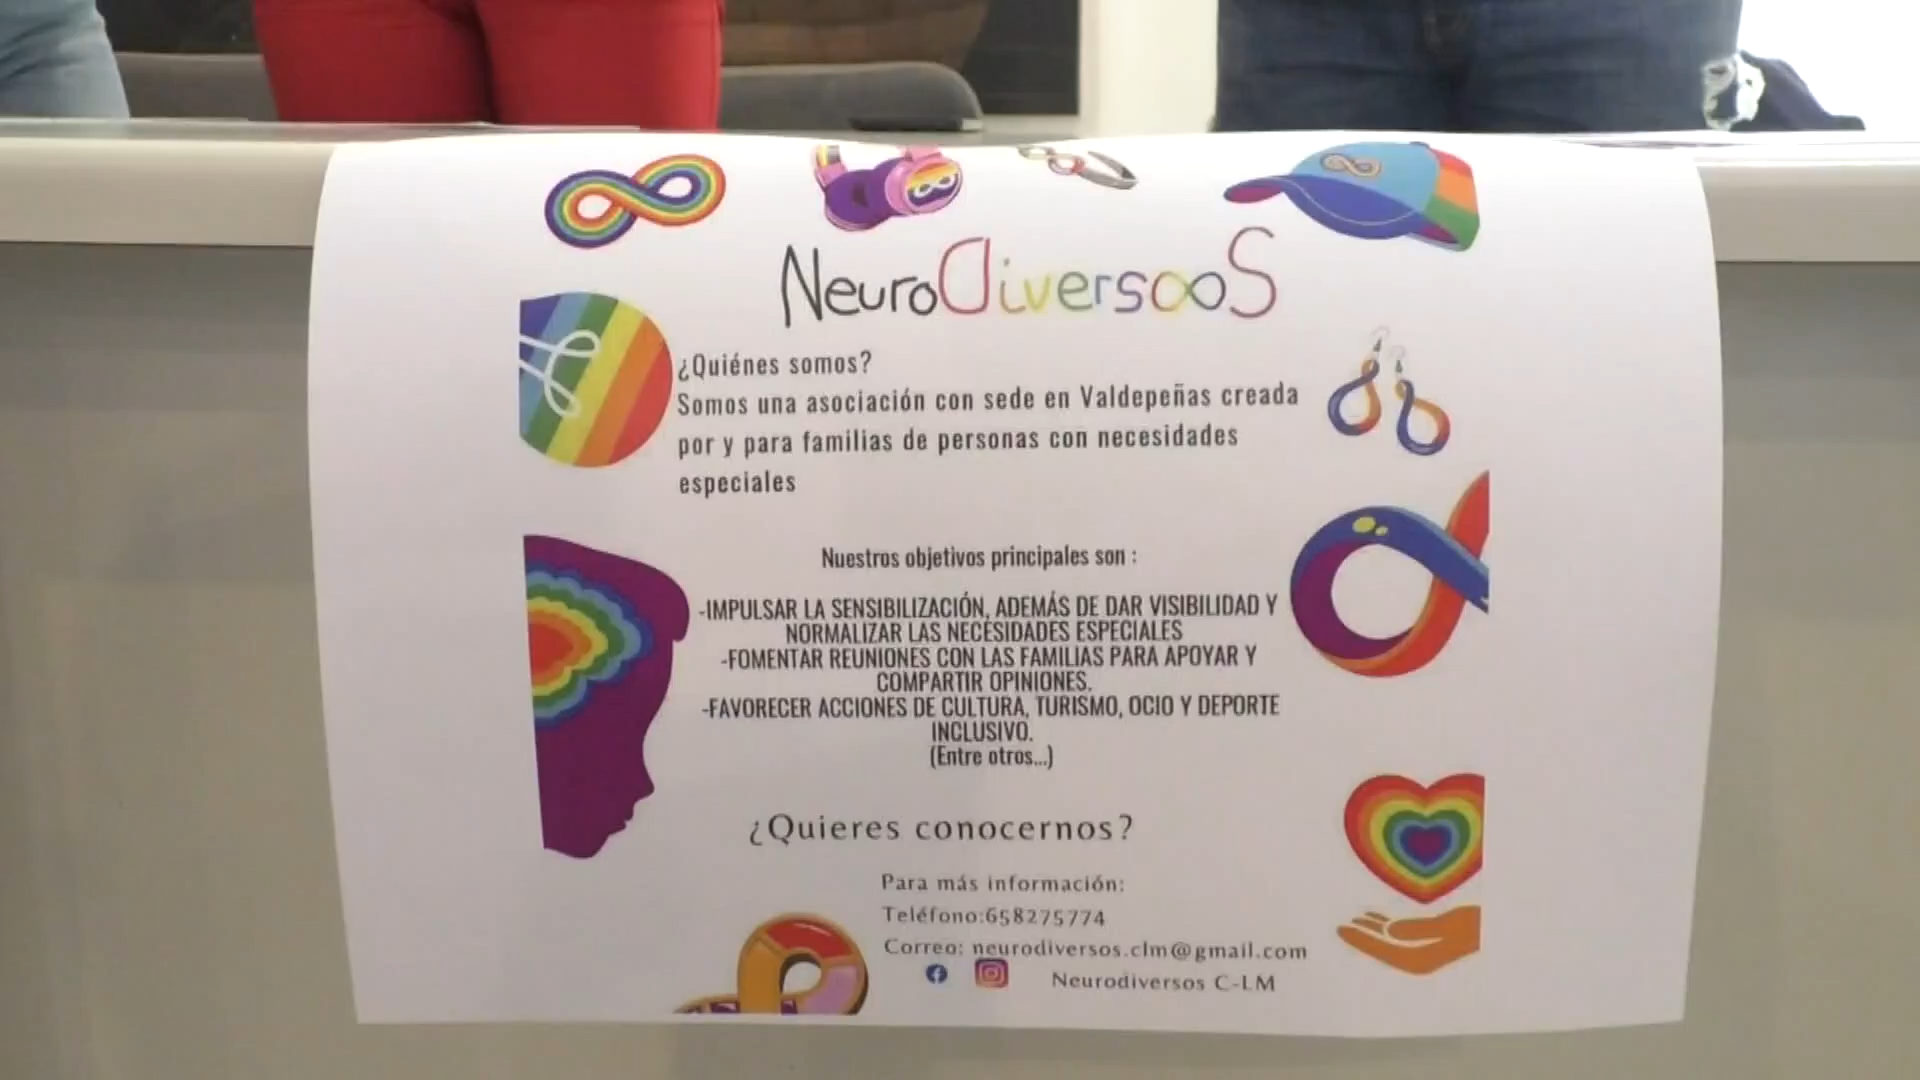 NeuroDiversooS
¿Quiénes somos?
Somos una asociación con sede en Valdepeñas creada
por y para familias de personas con necesidades
especiales
Nuestros objetivos principales son :
-IMPULSAR LA SENSIBILIZACIÓN, ADEMÁS DE DAR VISIBILIDAD Y
NORMALIZAR LAS NECESIDADES ESPECIALES
-FOMENTAR REUNIONES CON LAS FAMILIAS PARA APOYAR Y
COMPARTIR OPINIONES.
-FAVORECER ACCIONES DE CULTURA, TURISMO, OCIO Y DEPORTE
INCLUSIVO.
(Entre otros...)
¿Quieres conocernos?
Para más información:
Teléfono:658275774
Correo: neurodiversos.clm@gmail.com
Neurodiversos C-LM